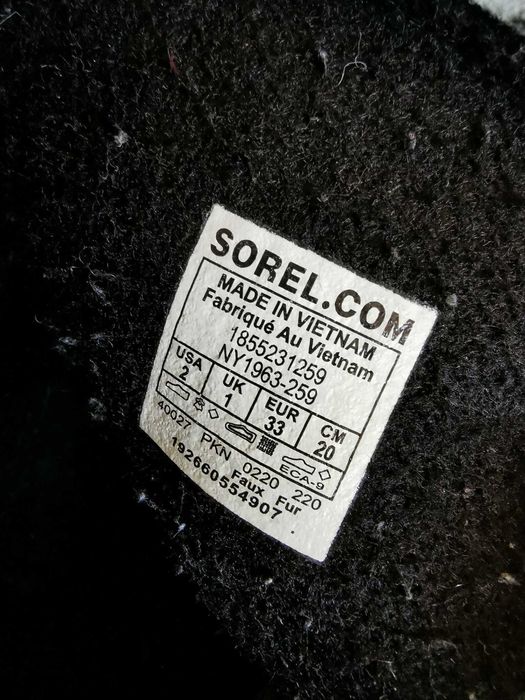 SOREL.COM
MADE IN VIETNAM
Fabriqué Au Vietnam
1855231259
NY1963-259
USA UK EUR CM
2 1 33 20
ECA-9
40027 PKN 0220 220
Faux Fur
192660554907